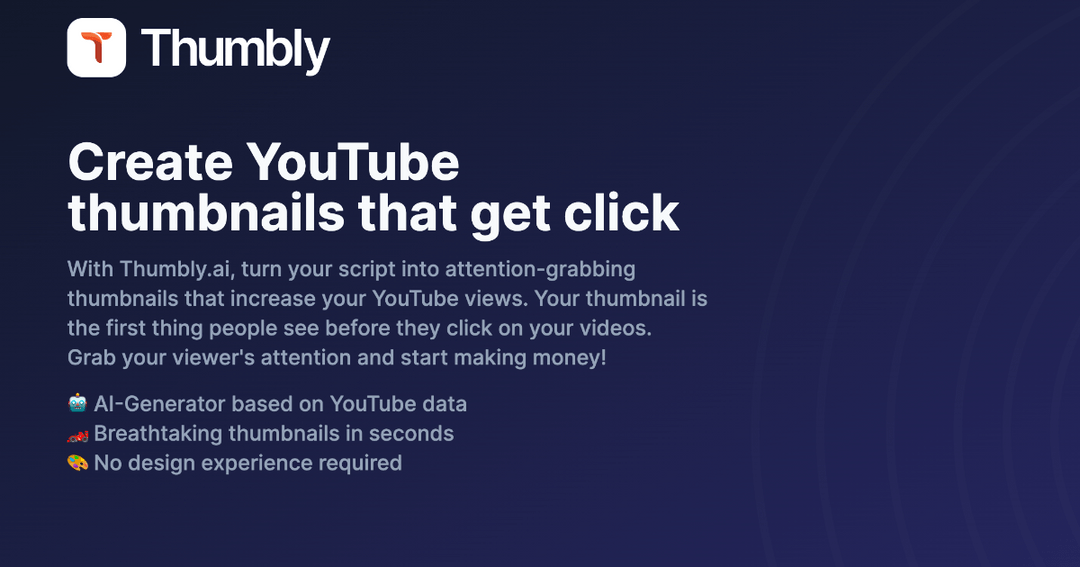 Thumbly
Create YouTube
thumbnails that get click
With Thumbly.ai, turn your script into attention-grabbing
thumbnails that increase your YouTube views. Your thumbnail is
the first thing people see before they click on your videos.
Grab your viewer's attention and start making money!
🤖 AI-Generator based on YouTube data
🏎️ Breathtaking thumbnails in seconds
🎨 No design experience required